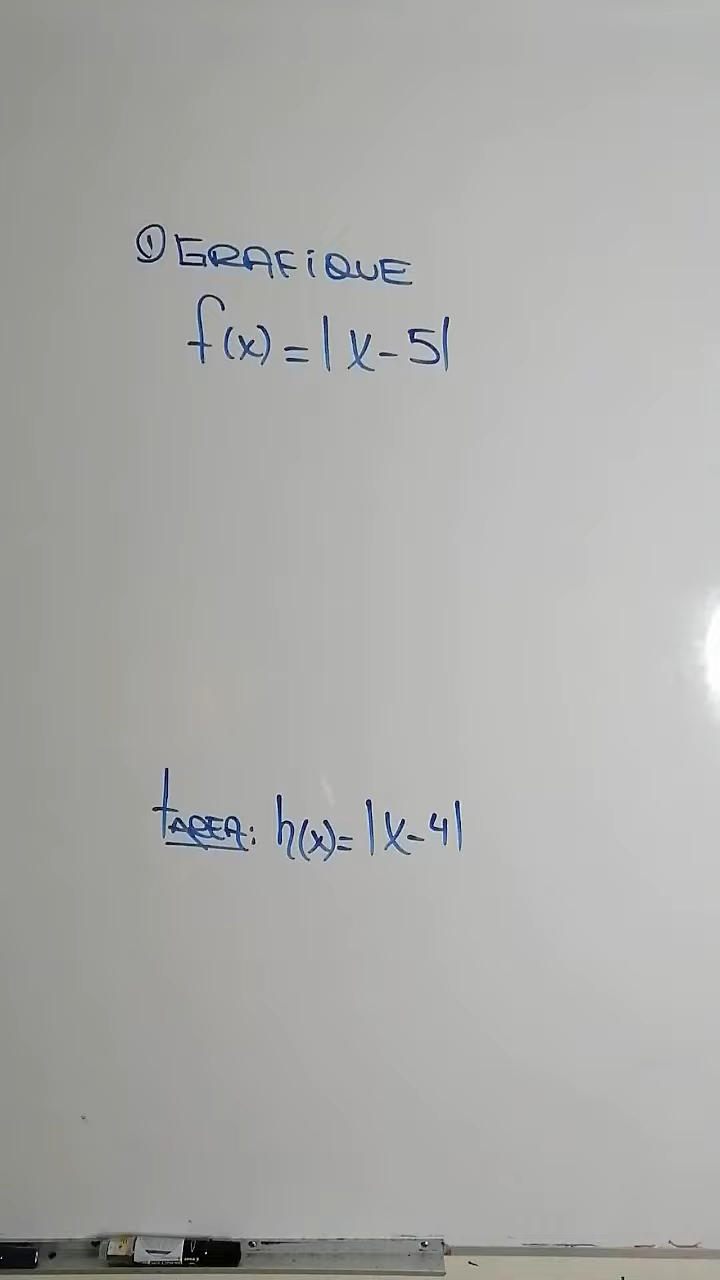 ① GRAFIQUE
f(x) = |x - 5|
tAREA: h(x) = |x - 4|